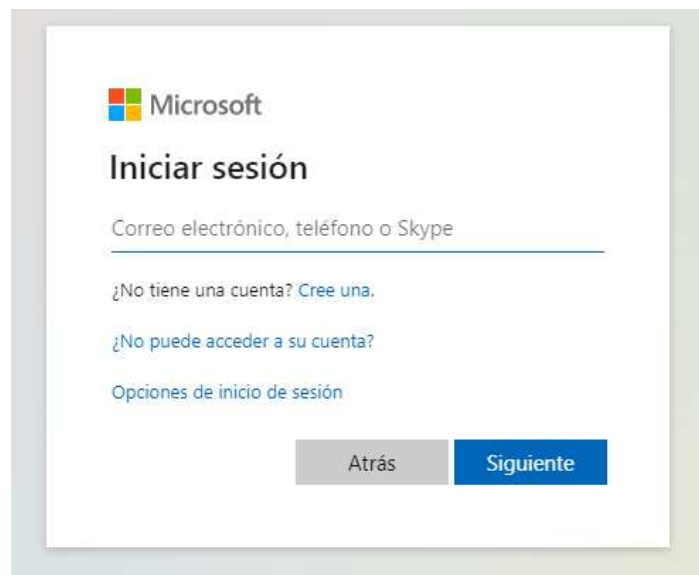 Microsoft
Iniciar sesión
Correo electrónico, teléfono o Skype
¿No tiene una cuenta? Cree una.
¿No puede acceder a su cuenta?
Opciones de inicio de sesión
Atrás Siguiente